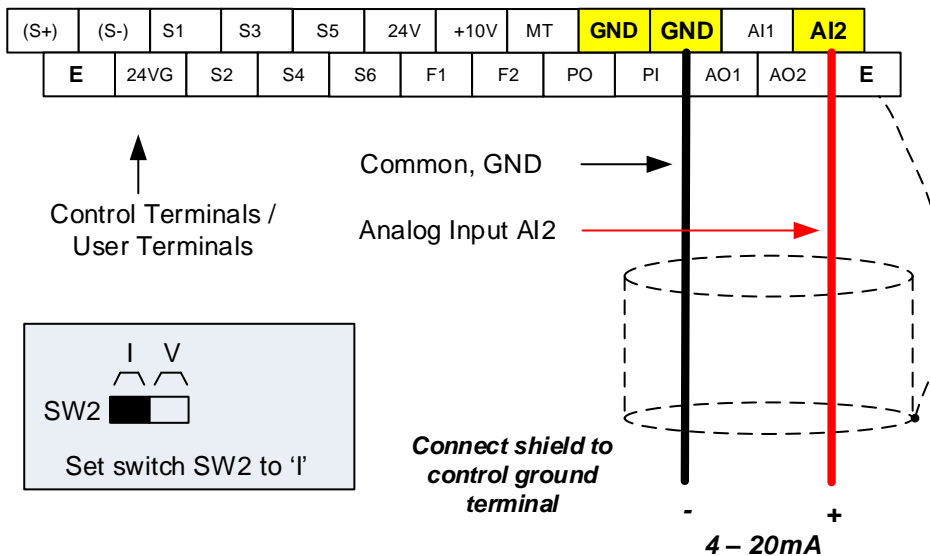 (S+) (S-) S1 S3 S5 24V +10V MT GND GND AI1 AI2
E 24VG S2 S4 S6 F1 F2 PO PI AO1 AO2 E
Common, GND
Control Terminals /
User Terminals
Analog Input AI2
I V
SW2
Set switch SW2 to ‘I’
Connect shield to
control ground
terminal
- +
4 – 20mA